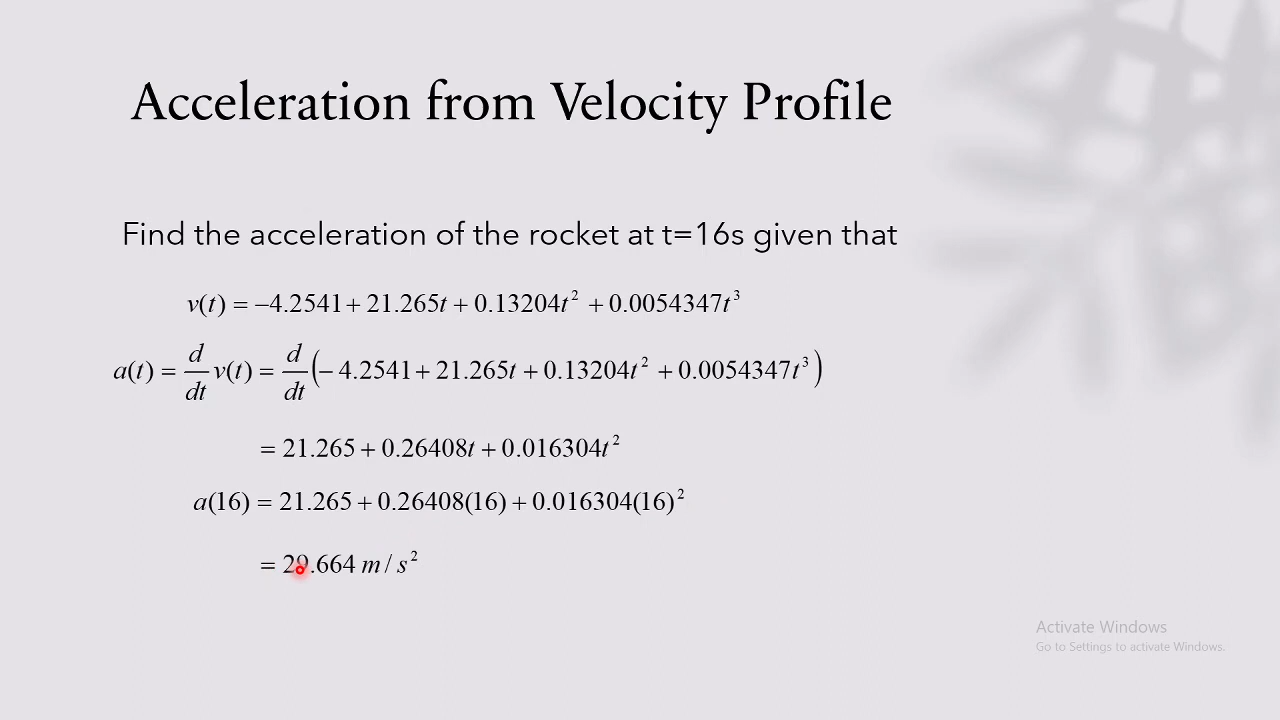 Acceleration from Velocity Profile
Find the acceleration of the rocket at t=16s given that
v(t) = −4.2541 + 21.265t + 0.13204t² + 0.0054347t³
a(t) = d/dt v(t) = d/dt (− 4.2541 + 21.265t + 0.13204t² + 0.0054347t³)
= 21.265 + 0.26408t + 0.016304t²
a(16) = 21.265 + 0.26408(16) + 0.016304(16)²
= 29.664 m / s²
Activate Windows
Go to Settings to activate Windows.